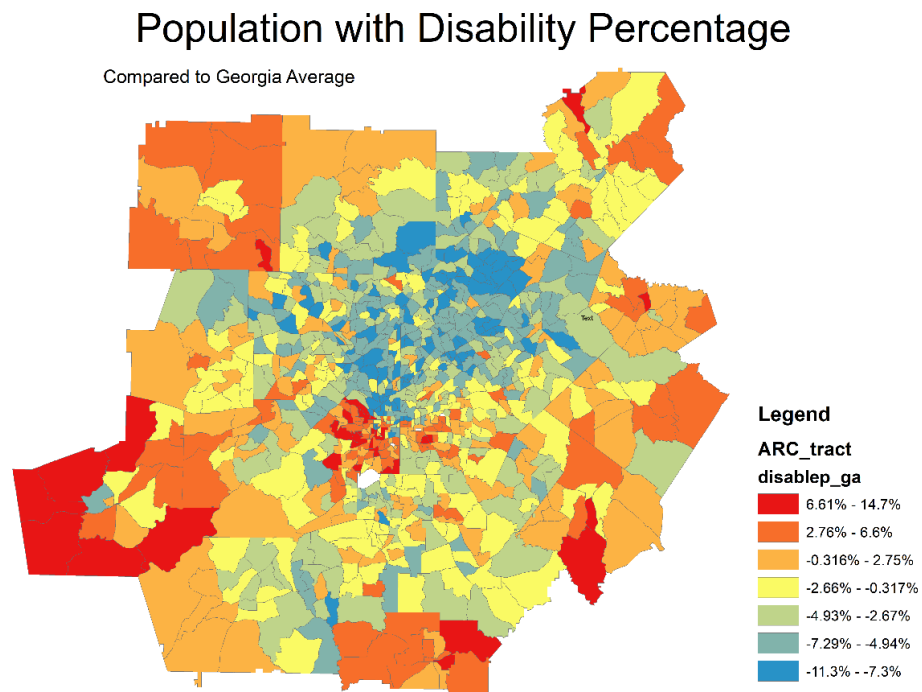 Population with Disability Percentage
Compared to Georgia Average
Text
Legend
ARC_tract
disablep_ga
6.61% - 14.7%
2.76% - 6.6%
-0.316% - 2.75%
-2.66% - -0.317%
-4.93% - -2.67%
-7.29% - -4.94%
-11.3% - -7.3%